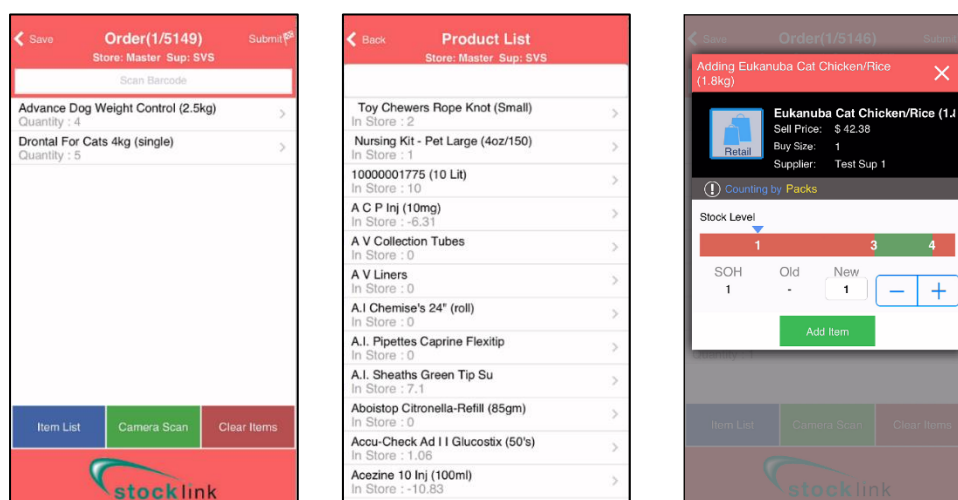 Save Order(1/5149) Submit
Store: Master Sup: SVS
Scan Barcode
Advance Dog Weight Control (2.5kg)
Quantity : 4
Drontal For Cats 4kg (single)
Quantity : 5
Item List Camera Scan Clear Items
stocklink
Back Product List
Store: Master Sup: SVS
Toy Chewers Rope Knot (Small)
In Store : 2
Nursing Kit - Pet Large (4oz/150)
In Store : 1
10000001775 (10 Lit)
In Store : 10
A C P Inj (10mg)
In Store : -6.31
A V Collection Tubes
In Store : 0
A V Liners
In Store : 0
A.I Chemise's 24" (roll)
In Store : 0
A.I. Pipettes Caprine Flexitip
In Store : 0
A.I. Sheaths Green Tip Su
In Store : 7.1
Aboistop Citronella-Refill (85gm)
In Store : 0
Accu-Check Ad I I Glucostix (50's)
In Store : 1.06
Acezine 10 Inj (100ml)
In Store : -10.83
Save Order(1/5146) Submit
Adding Eukanuba Cat Chicken/Rice
(1.8kg)
Eukanuba Cat Chicken/Rice (1.
Retail
Sell Price: $ 42.38
Buy Size: 1
Supplier: Test Sup 1
Counting by Packs
Stock Level
1 3 4
SOH Old New
1 - 1 − +
Add Item
Quantity : 1
Item List Camera Scan Clear Items
stocklink